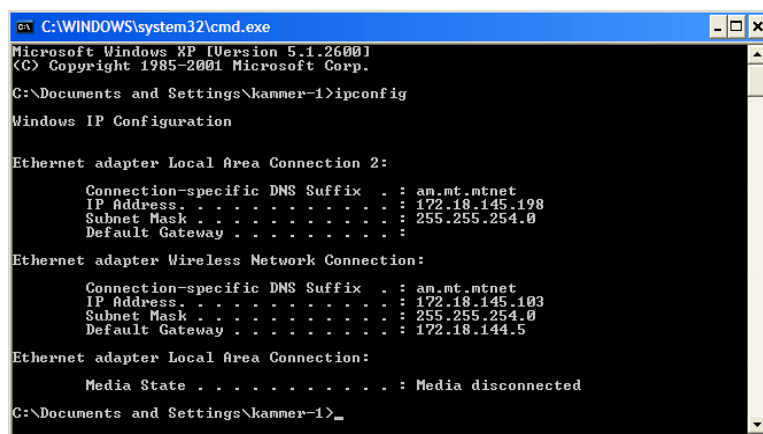 C:\WINDOWS\system32\cmd.exe
Microsoft Windows XP [Version 5.1.2600]
(C) Copyright 1985-2001 Microsoft Corp.
C:\Documents and Settings\kammer-1>ipconfig
Windows IP Configuration
Ethernet adapter Local Area Connection 2:
Connection-specific DNS Suffix  . : am.mt.mtnet
IP Address. . . . . . . . . . . . : 172.18.145.198
Subnet Mask . . . . . . . . . . . : 255.255.254.0
Default Gateway . . . . . . . . . :
Ethernet adapter Wireless Network Connection:
Connection-specific DNS Suffix  . : am.mt.mtnet
IP Address. . . . . . . . . . . . : 172.18.145.103
Subnet Mask . . . . . . . . . . . : 255.255.254.0
Default Gateway . . . . . . . . . : 172.18.144.5
Ethernet adapter Local Area Connection:
Media State . . . . . . . . . . . : Media disconnected
C:\Documents and Settings\kammer-1>_